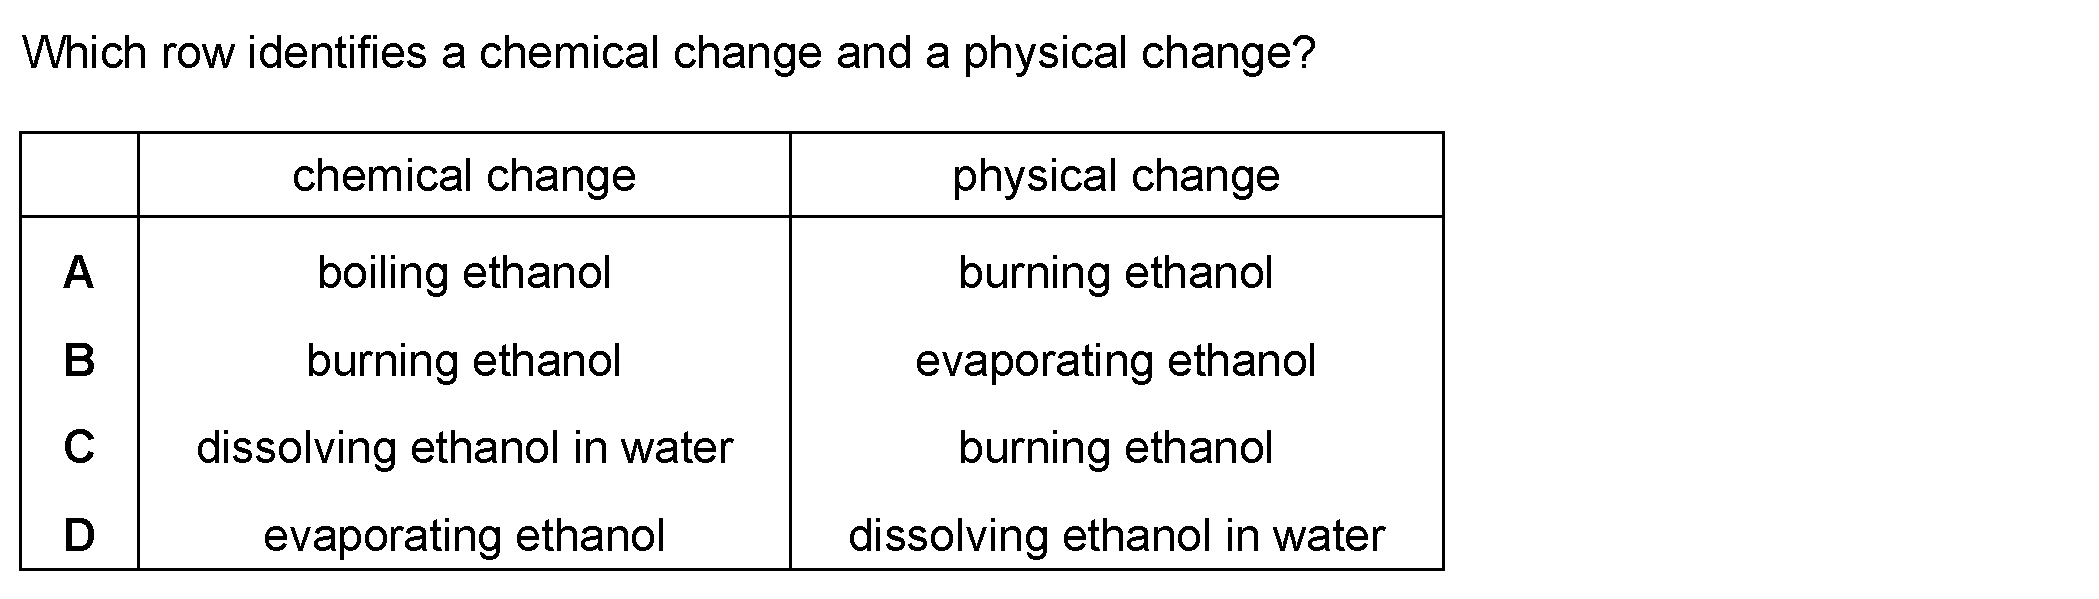 Which row identifies a chemical change and a physical change?
chemical change physical change
A boiling ethanol burning ethanol
B burning ethanol evaporating ethanol
C dissolving ethanol in water burning ethanol
D evaporating ethanol dissolving ethanol in water